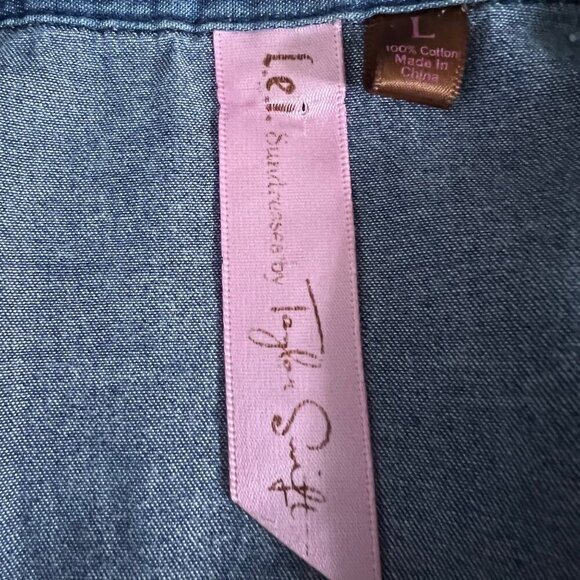 l.e.i. Sundresses by Taylor Swift
L
100% Cotton
Made In
China